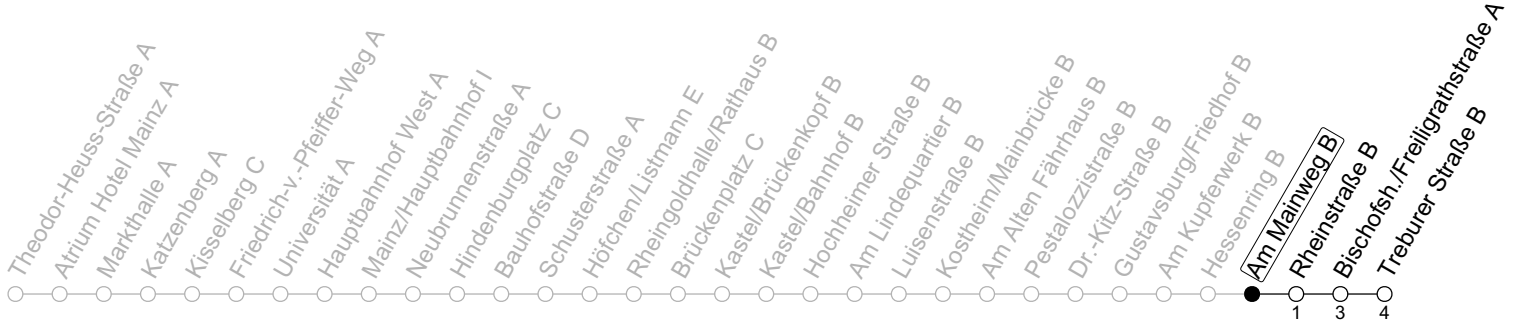 Theodor-Heuss-Straße A
Atrium Hotel Mainz A
Markthalle A
Katzenberg A
Kisselberg C
Friedrich-v.-Pfeiffer-Weg A
Universität A
Hauptbahnhof West A
Mainz/Hauptbahnhof I
Neubrunnenstraße A
Hindenburgplatz C
Bauhofstraße D
Schusterstraße A
Höfchen/Listmann E
Rheingoldhalle/Rathaus B
Brückenplatz C
Kastel/Brückenkopf B
Kastel/Bahnhof B
Hochheimer Straße B
Am Lindequartier B
Luisenstraße B
Kostheim/Mainbrücke B
Am Alten Fährhaus B
Pestalozzistraße B
Dr.-Kitz-Straße B
Gustavsburg/Friedhof B
Am Kupferwerk B
Hessenring B
Am Mainweg B
Rheinstraße B
Bischofsh./Freiligrathstraße A
Treburer Straße B
1
3
4